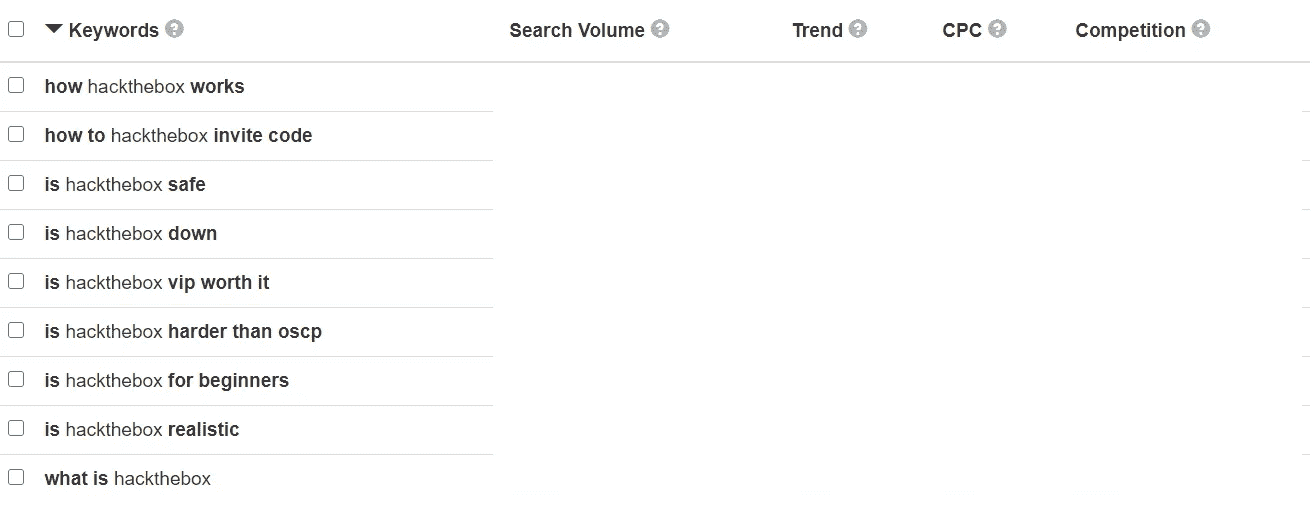 Keywords ? Search Volume ? Trend ? CPC ? Competition ?
how hackthebox works
how to hackthebox invite code
is hackthebox safe
is hackthebox down
is hackthebox vip worth it
is hackthebox harder than oscp
is hackthebox for beginners
is hackthebox realistic
what is hackthebox